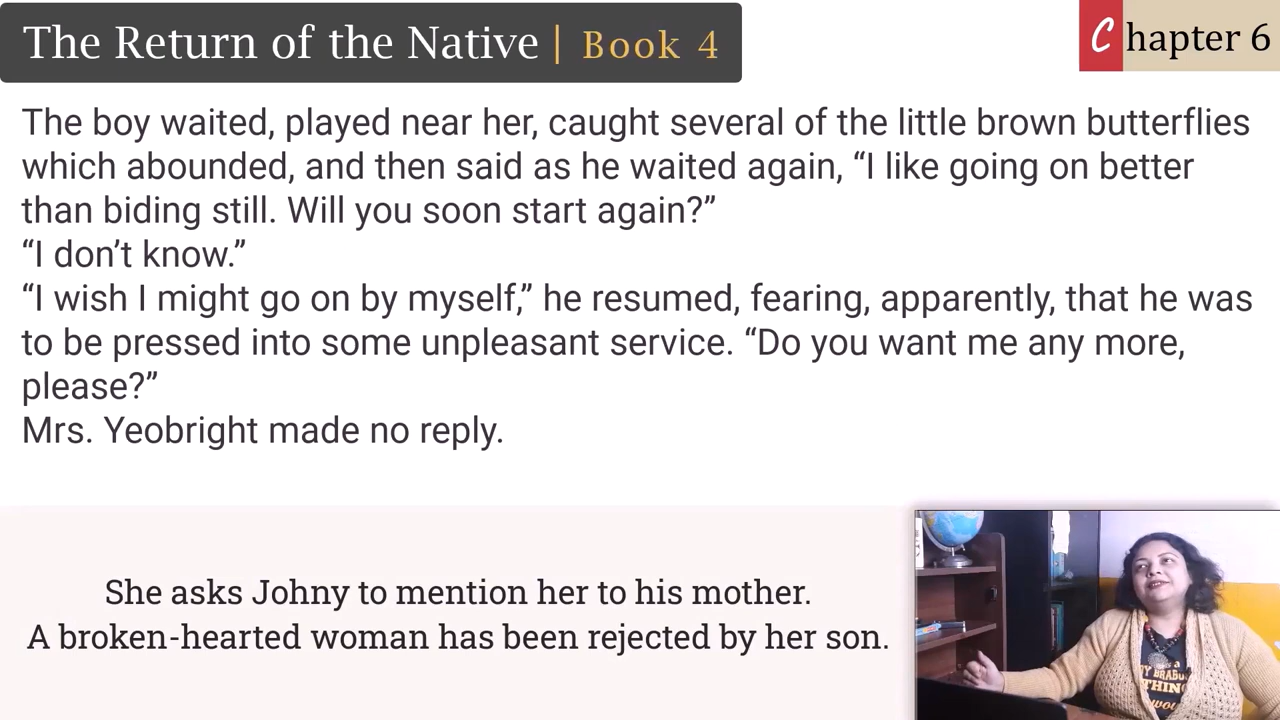 The Return of the Native | Book 4
Chapter 6
The boy waited, played near her, caught several of the little brown butterflies
which abounded, and then said as he waited again, “I like going on better
than biding still. Will you soon start again?”
“I don’t know.”
“I wish I might go on by myself,” he resumed, fearing, apparently, that he was
to be pressed into some unpleasant service. “Do you want me any more,
please?”
Mrs. Yeobright made no reply.
She asks Johny to mention her to his mother.
A broken-hearted woman has been rejected by her son.
THIN